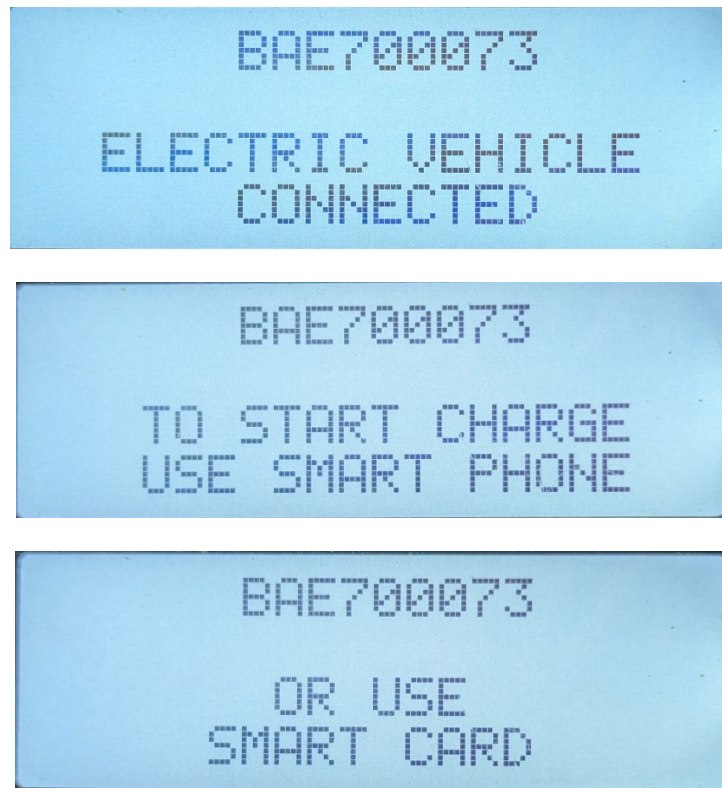 BAE700073
ELECTRIC VEHICLE
CONNECTED
BAE700073
TO START CHARGE
USE SMART PHONE
BAE700073
OR USE
SMART CARD